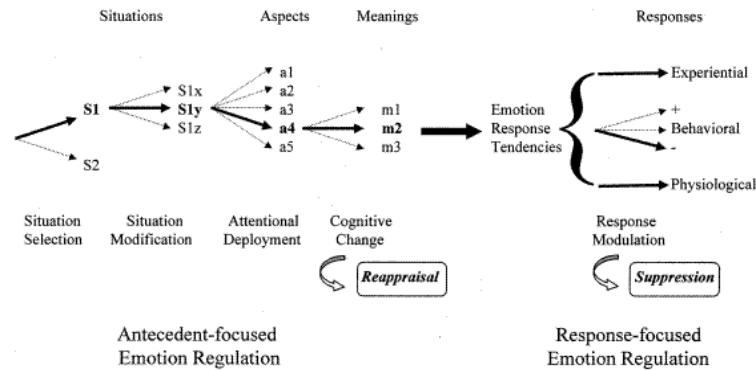 Situations Aspects Meanings Responses
a1
S1x a2 Experiential
S1 S1y a3 m1 Emotion +
S1z a4 m2 Response Behavioral
a5 m3 Tendencies -
S2
Physiological
Situation Situation Attentional Cognitive Response
Selection Modification Deployment Change Modulation
Reappraisal Suppression
Antecedent-focused Response-focused
Emotion Regulation Emotion Regulation